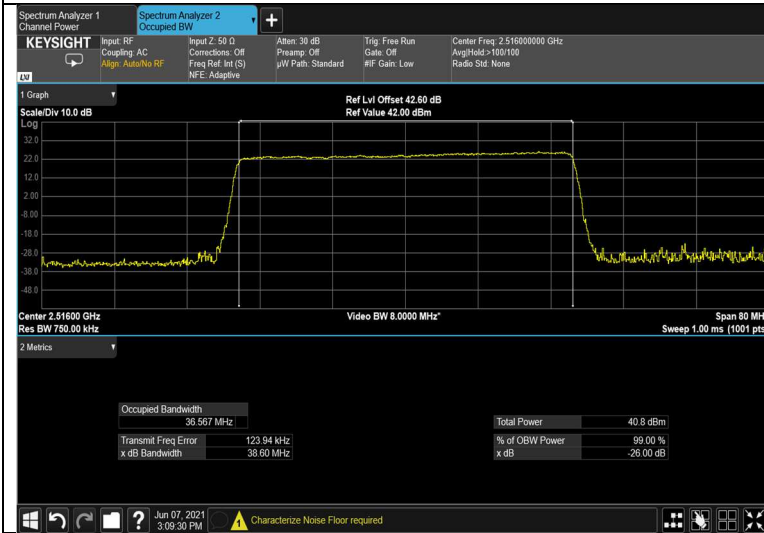 Spectrum Analyzer 1
Channel Power
Spectrum Analyzer 2
Occupied BW
KEYSIGHT
LXI
Input: RF
Coupling: AC
Align: Auto/No RF
Input Z: 50 Ω
Corrections: Off
Freq Ref: Int (S)
NFE: Adaptive
Atten: 30 dB
Preamp: Off
µW Path: Standard
Trig: Free Run
Gate: Off
#IF Gain: Low
Center Freq: 2.516000000 GHz
Avg|Hold:>100/100
Radio Std: None
1 Graph
Scale/Div 10.0 dB
Ref Lvl Offset 42.60 dB
Ref Value 42.00 dBm
Log
32.0
22.0
12.0
2.00
-8.00
-18.0
-28.0
-38.0
-48.0
Center 2.51600 GHz
Res BW 750.00 kHz
Video BW 8.0000 MHz*
Span 80 MH
Sweep 1.00 ms (1001 pts
2 Metrics
Occupied Bandwidth
36.567 MHz
Transmit Freq Error 123.94 kHz
x dB Bandwidth 38.60 MHz
Total Power 40.8 dBm
% of OBW Power 99.00 %
x dB -26.00 dB
?
Jun 07, 2021
3:09:30 PM
1
Characterize Noise Floor required